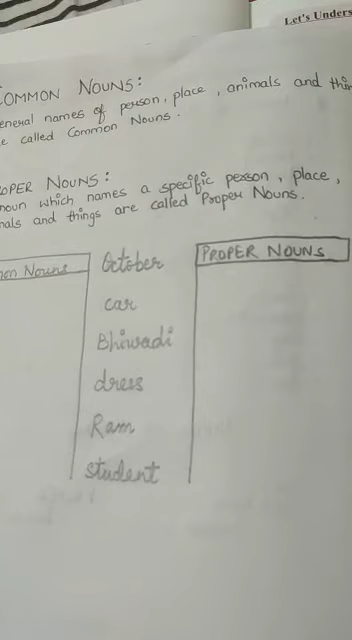 Let's Unders
COMMON NOUNS:
eneral names of person, place, animals and thin
e called Common Nouns.
OPER NOUNS:
noun which names a specific person, place,
mals and things are called Proper Nouns.
mon Nouns October PROPER NOUNS
car
Bhiwadi
dress
Ram
student